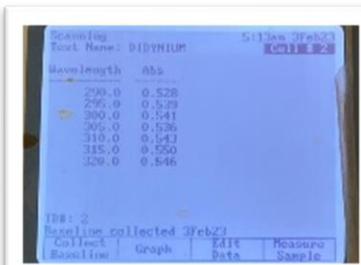 Scanning 5:13am 3Feb23
Test Name: DIDYNIUM Cell # 2
Wavelength Abs
290.0 0.528
295.0 0.539
300.0 0.541
305.0 0.536
310.0 0.543
315.0 0.550
320.0 0.546
ID#: 2
Baseline collected 3Feb23
Collect Baseline Graph Edit Data Measure Sample